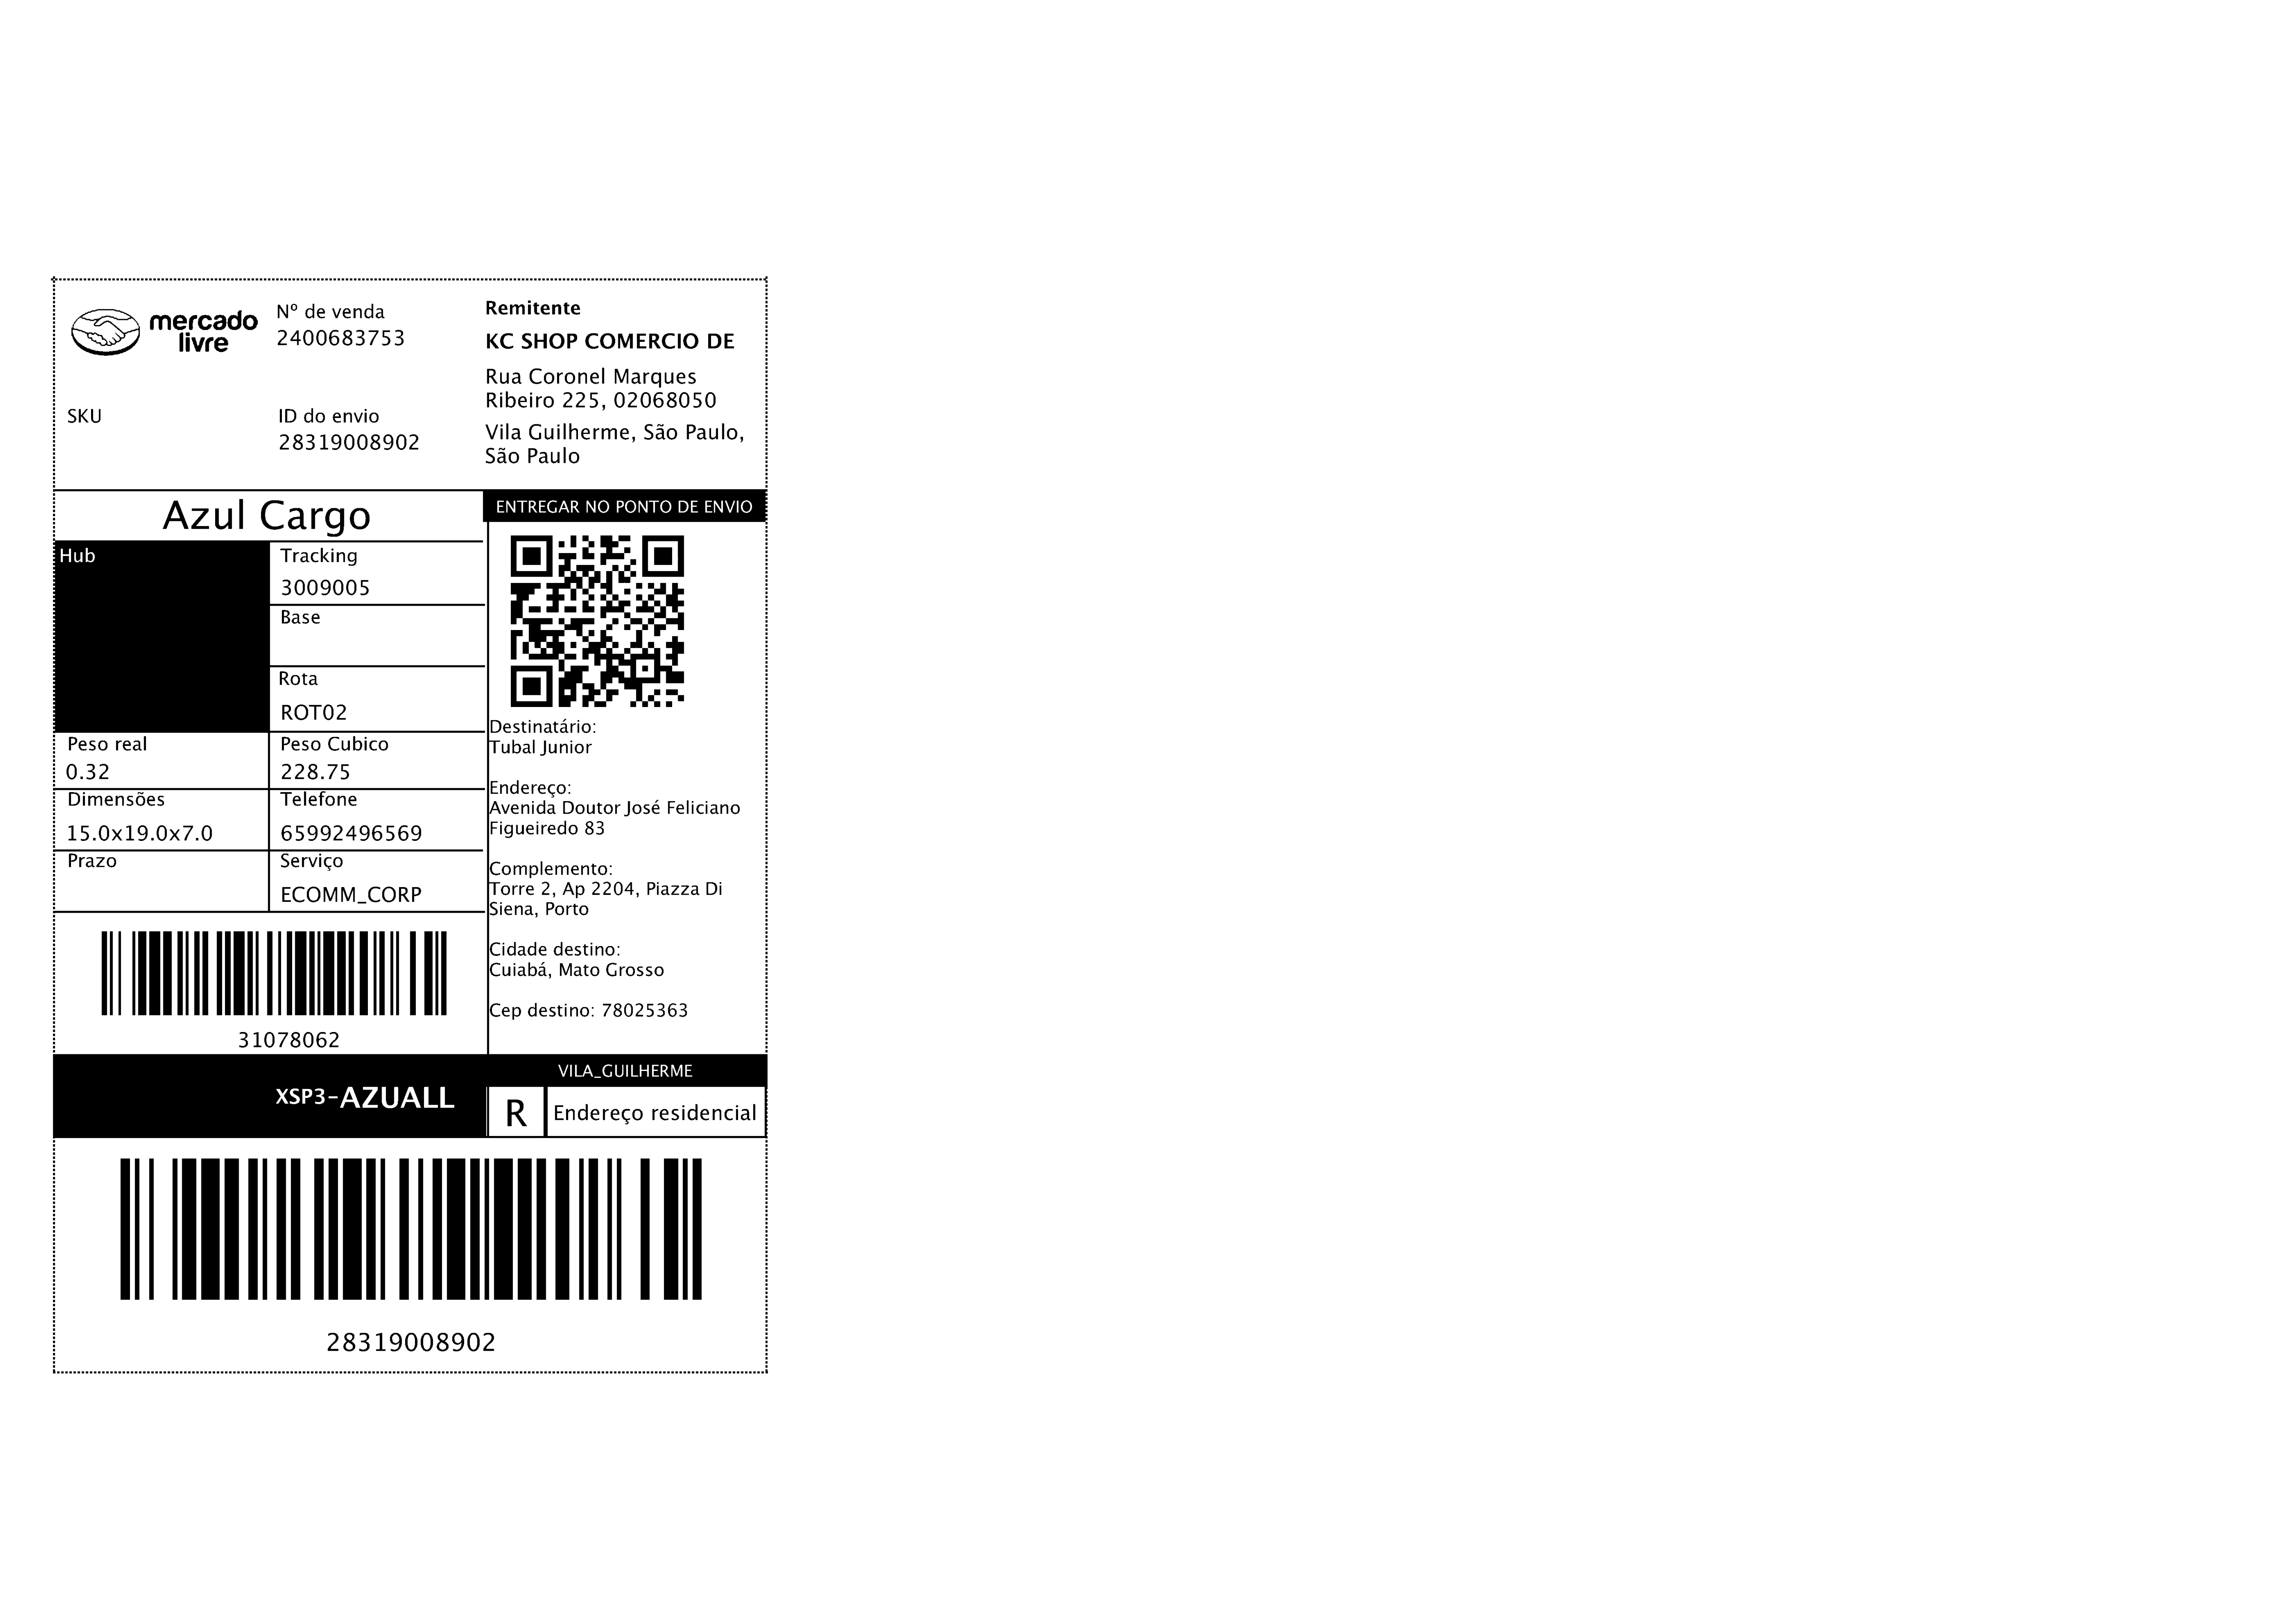 mercado
livre
Nº de venda
2400683753
SKU
ID do envio
28319008902
Remitente
KC SHOP COMERCIO DE
Rua Coronel Marques
Ribeiro 225, 02068050
Vila Guilherme, São Paulo,
São Paulo
Azul Cargo
Hub
Tracking
3009005
Base
Rota
ROT02
Peso real
0.32
Peso Cubico
228.75
Dimensões
15.0x19.0x7.0
Telefone
65992496569
Prazo
Serviço
ECOMM_CORP
31078062
ENTREGAR NO PONTO DE ENVIO
Destinatário:
Tubal Junior
Endereço:
Avenida Doutor José Feliciano
Figueiredo 83
Complemento:
Torre 2, Ap 2204, Piazza Di
Siena, Porto
Cidade destino:
Cuiabá, Mato Grosso
Cep destino: 78025363
XSP3-AZUALL
VILA_GUILHERME
R
Endereço residencial
28319008902